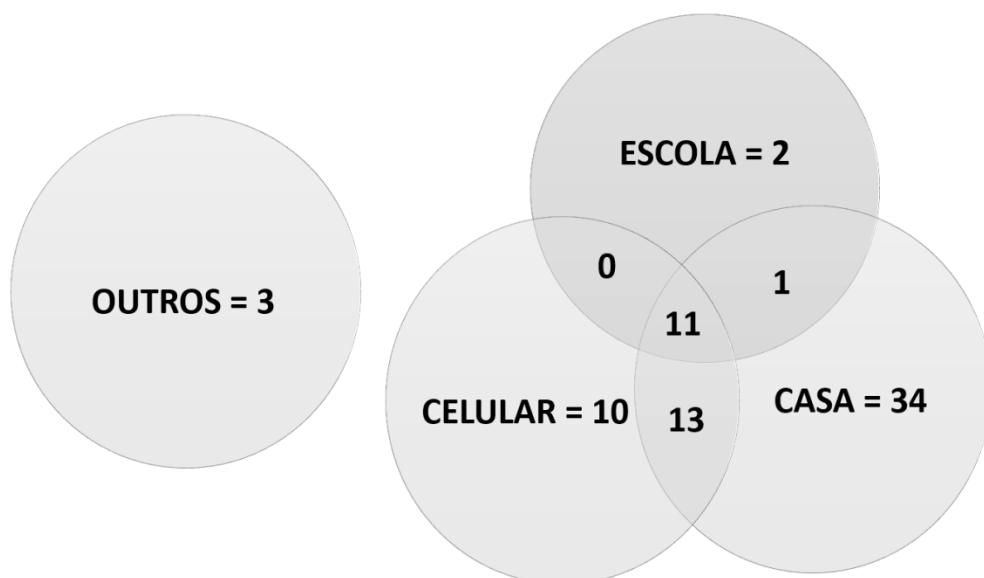 ESCOLA = 2
0
1
OUTROS = 3
11
CELULAR = 10
13
CASA = 34